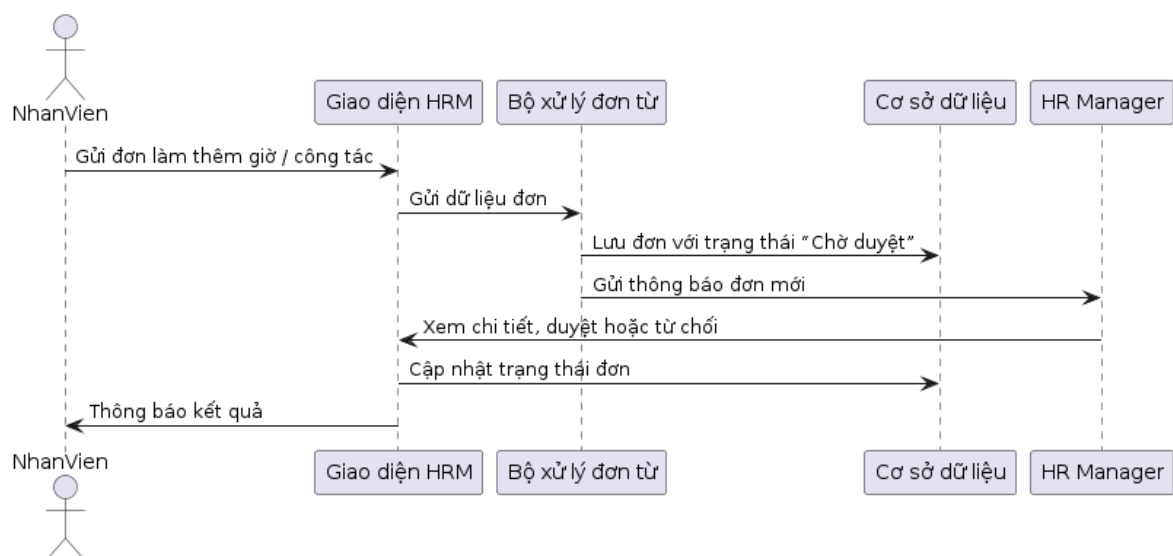 NhanVien
Giao diện HRM
Bộ xử lý đơn từ
Cơ sở dữ liệu
HR Manager
Gửi đơn làm thêm giờ / công tác
Gửi dữ liệu đơn
Lưu đơn với trạng thái “Chờ duyệt”
Gửi thông báo đơn mới
Xem chi tiết, duyệt hoặc từ chối
Cập nhật trạng thái đơn
Thông báo kết quả
NhanVien
Giao diện HRM
Bộ xử lý đơn từ
Cơ sở dữ liệu
HR Manager